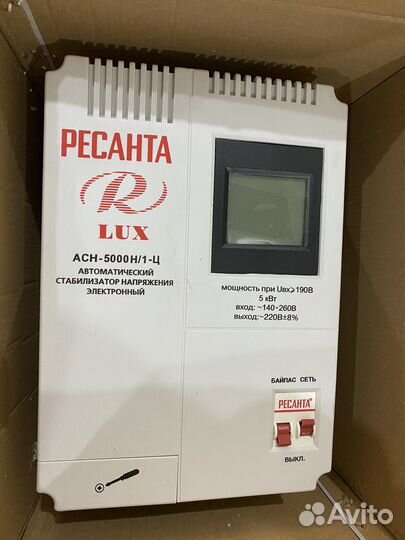 РЕСАНТА
R
LUX
АСН-5000Н/1-Ц
АВТОМАТИЧЕСКИЙ
СТАБИЛИЗАТОР НАПРЯЖЕНИЯ
ЭЛЕКТРОННЫЙ
мощность при Uвх⩾190В
5 кВт
вход: ~140÷260В
выход:~220В±8%
БАЙПАС СЕТЬ
РЕСАНТА
ВЫКЛ.
Avito